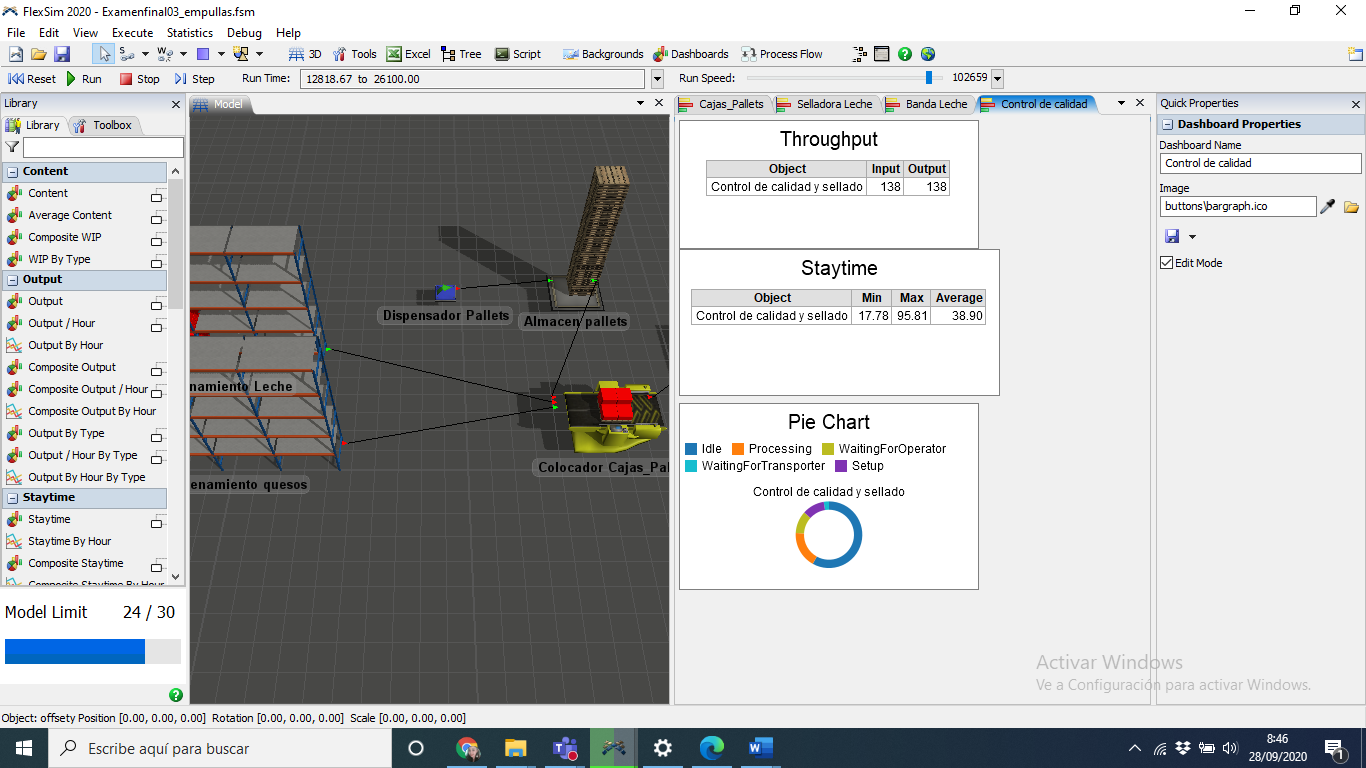 FlexSim 2020 - Examenfinal03_empullas.fsm
File Edit View Execute Statistics Debug Help
3D Tools Excel Tree Script Backgrounds Dashboards Process Flow
Reset Run Stop Step Run Time: 12818.67 to 26100.00 Run Speed: 102659
Library
Library Toolbox
Content
Content
Average Content
Composite WIP
WIP By Type
Output
Output
Output / Hour
Output By Hour
Composite Output
Composite Output / Hour
Composite Output By Hour
Output By Type
Output / Hour By Type
Output By Hour By Type
Staytime
Staytime
Staytime By Hour
Composite Staytime
Composite Staytime By Hour
Model Limit 24 / 30
Model
Dispensador Pallets
Almacen pallets
namiento Leche
Colocador Cajas_Pal
enamiento quesos
Cajas_Pallets Selladora Leche Banda Leche Control de calidad
Throughput
Object Input Output
Control de calidad y sellado 138 138
Staytime
Object Min Max Average
Control de calidad y sellado 17.78 95.81 38.90
Pie Chart
Idle Processing WaitingForOperator
WaitingForTransporter Setup
Control de calidad y sellado
Quick Properties
Dashboard Properties
Dashboard Name
Control de calidad
Image
buttons\bargraph.ico
Edit Mode
Activar Windows
Ve a Configuración para activar Windows.
Object: offsety Position [0.00, 0.00, 0.00] Rotation [0.00, 0.00, 0.00] Scale [0.00, 0.00, 0.00]
Escribe aquí para buscar
8:46
28/09/2020
1